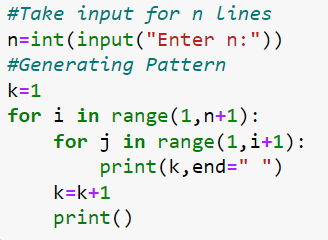 #Take input for n lines
n=int(input("Enter n:"))
#Generating Pattern
k=1
for i in range(1,n+1):
    for j in range(1,i+1):
        print(k,end=" ")
    k=k+1
    print()